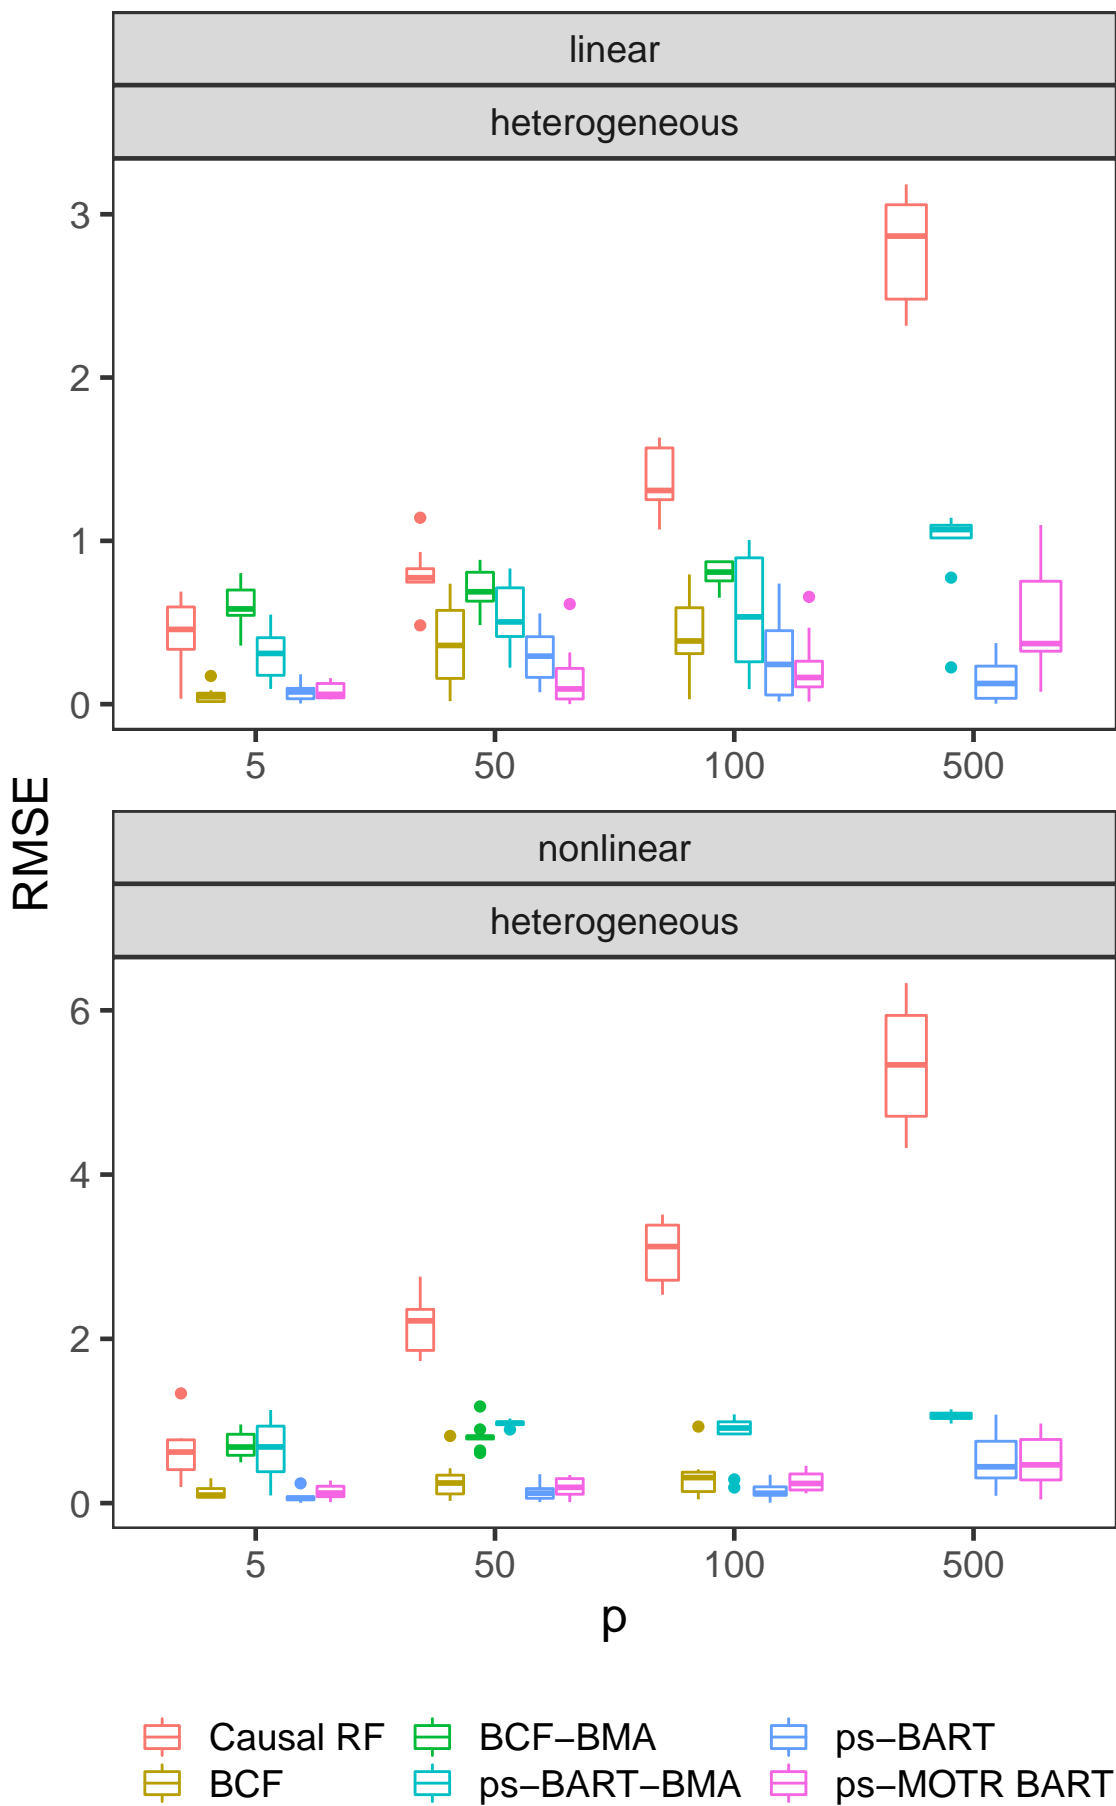 linear
heterogeneous
3
2
1
0
5 50 100 500
RMSE
nonlinear
heterogeneous
6
4
2
0
5 50 100 500
p
Causal RF BCF−BMA ps−BART
BCF ps−BART−BMA ps−MOTR BART